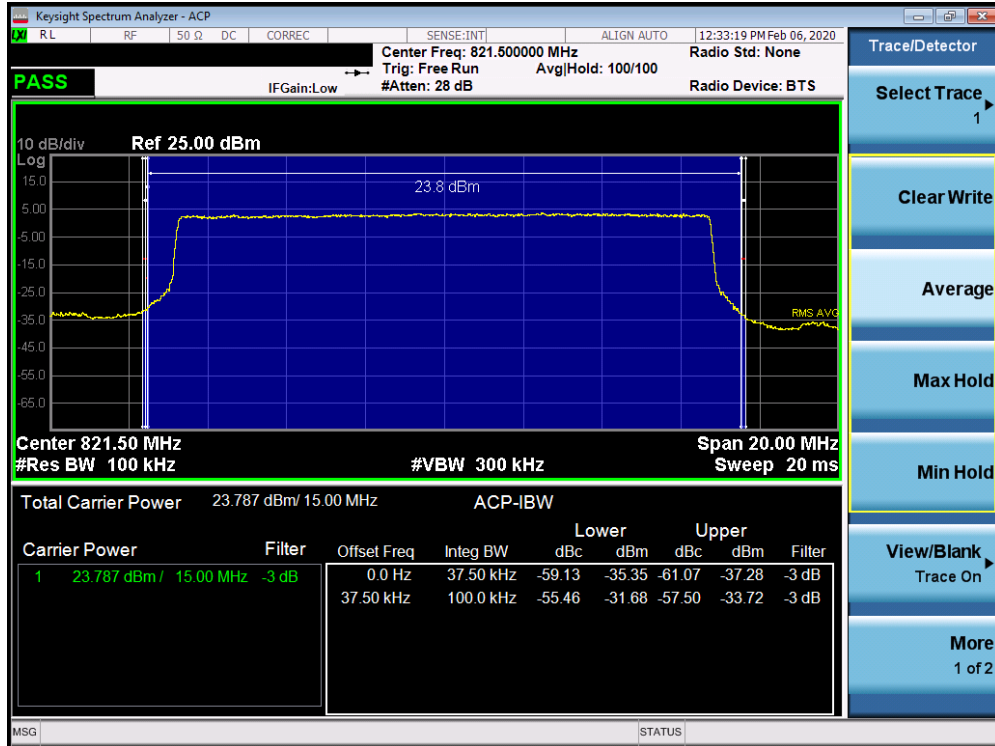 Keysight Spectrum Analyzer - ACP
LXI RL RF 50 Ω DC CORREC SENSE:INT ALIGN AUTO 12:33:19 PM Feb 06, 2020
Center Freq: 821.500000 MHz Radio Std: None
Trig: Free Run Avg|Hold: 100/100
PASS IFGain:Low #Atten: 28 dB Radio Device: BTS
10 dB/div Ref 25.00 dBm
Log
15.0
23.8 dBm
5.00
-5.00
-15.0
-25.0
-35.0
RMS AVG
-45.0
-55.0
-65.0
Center 821.50 MHz Span 20.00 MHz
#Res BW 100 kHz #VBW 300 kHz Sweep 20 ms
Total Carrier Power 23.787 dBm/ 15.00 MHz ACP-IBW
Lower Upper
Carrier Power Filter Offset Freq Integ BW dBc dBm dBc dBm Filter
1 23.787 dBm / 15.00 MHz -3 dB 0.0 Hz 37.50 kHz -59.13 -35.35 -61.07 -37.28 -3 dB
37.50 kHz 100.0 kHz -55.46 -31.68 -57.50 -33.72 -3 dB
MSG STATUS
Trace/Detector
Select Trace
1
Clear Write
Average
Max Hold
Min Hold
View/Blank
Trace On
More
1 of 2